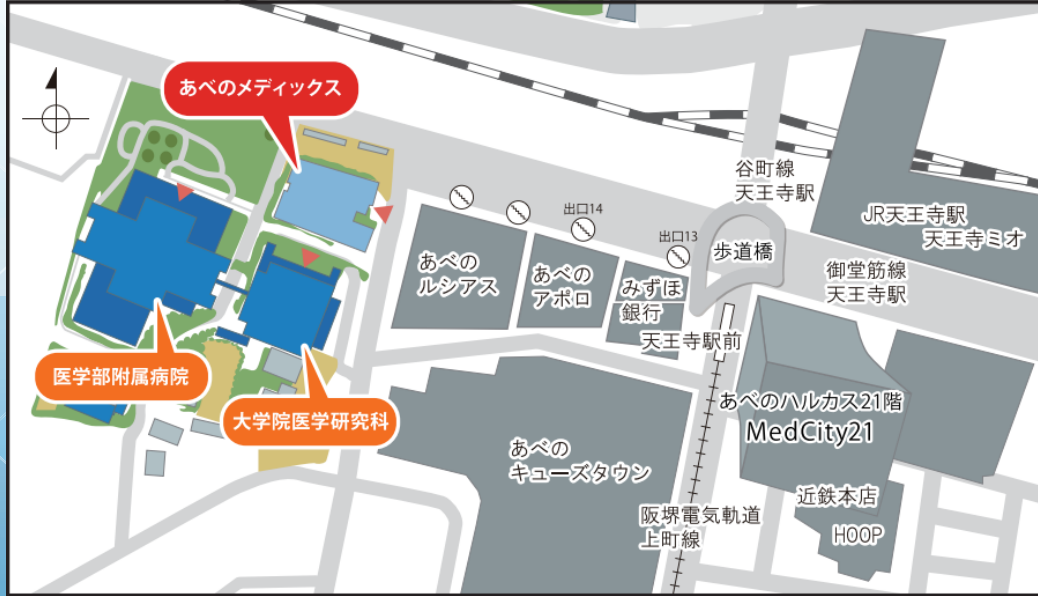 あべのメディックス
谷町線
天王寺駅
JR天王寺駅
天王寺ミオ
出口14
出口13
歩道橋
御堂筋線
天王寺駅
あべの
ルシアス
あべの
アポロ
みずほ
銀行
天王寺駅前
医学部附属病院
大学院医学研究科
あべのハルカス21階
MedCity21
あべの
キューズタウン
近鉄本店
HOOP
阪堺電気軌道
上町線